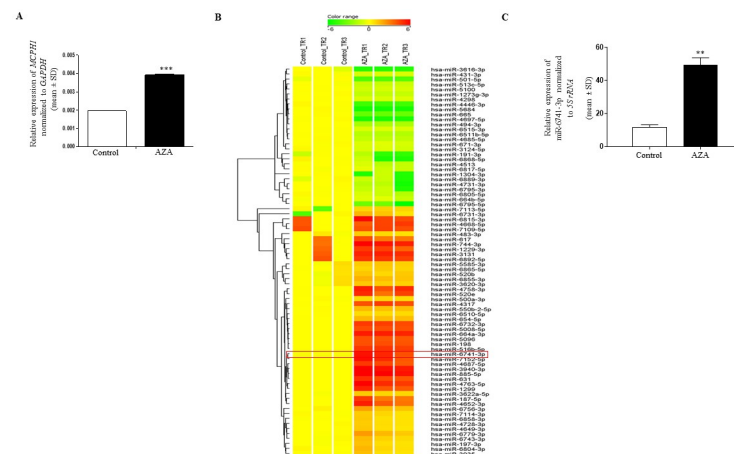 A
B
C
Color range
-6 0 6
Relative expression of MCPH1
normalized to GAPDH
(mean ± SD)
0.005
0.004
0.003
0.002
0.001
0.000
***
Control
AZA
Control_TR1
Control_TR2
Control_TR3
AZA_TR1
AZA_TR2
AZA_TR3
hsa-miR-3616-3p
hsa-miR-431-3p
hsa-miR-501-5p
hsa-miR-513c-5p
hsa-miR-5100
hsa-miR-1273g-3p
hsa-miR-4298
hsa-miR-4446-3p
hsa-miR-5684
hsa-miR-665
hsa-miR-4697-5p
hsa-miR-494-3p
hsa-miR-6515-3p
hsa-miR-6511b-5p
hsa-miR-4685-5p
hsa-miR-671-3p
hsa-miR-3124-5p
hsa-miR-191-3p
hsa-miR-6868-5p
hsa-miR-4513
hsa-miR-6817-5p
hsa-miR-1304-3p
hsa-miR-6889-3p
hsa-miR-4731-3p
hsa-miR-6795-3p
hsa-miR-6805-5p
hsa-miR-664b-5p
hsa-miR-6795-5p
hsa-miR-7113-5p
hsa-miR-6731-3p
hsa-miR-6815-3p
hsa-miR-4668-5p
hsa-miR-7109-5p
hsa-miR-483-3p
hsa-miR-617
hsa-miR-744-3p
hsa-miR-1229-3p
hsa-miR-3131
hsa-miR-6892-5p
hsa-miR-5585-3p
hsa-miR-6865-5p
hsa-miR-520b
hsa-miR-6855-3p
hsa-miR-3620-3p
hsa-miR-4758-3p
hsa-miR-520e
hsa-miR-500a-3p
hsa-miR-4317
hsa-miR-550b-2-5p
hsa-miR-6510-5p
hsa-miR-654-5p
hsa-miR-6732-3p
hsa-miR-5008-5p
hsa-miR-664a-3p
hsa-miR-5096
hsa-miR-198
hsa-miR-516b-5p
hsa-miR-6741-3p
hsa-miR-7152-5p
hsa-miR-4687-5p
hsa-miR-3940-3p
hsa-miR-885-5p
hsa-miR-631
hsa-miR-4763-5p
hsa-miR-1299
hsa-miR-3622a-5p
hsa-miR-187-5p
hsa-miR-4652-3p
hsa-miR-6756-3p
hsa-miR-7114-3p
hsa-miR-6858-3p
hsa-miR-4728-3p
hsa-miR-4649-3p
hsa-miR-6779-3p
hsa-miR-6743-3p
hsa-miR-197-3p
hsa-miR-6804-3p
Relative expression of
miR-6741-3p normalized
to 5S rRNA
(mean ± SD)
60
40
20
0
**
Control
AZA